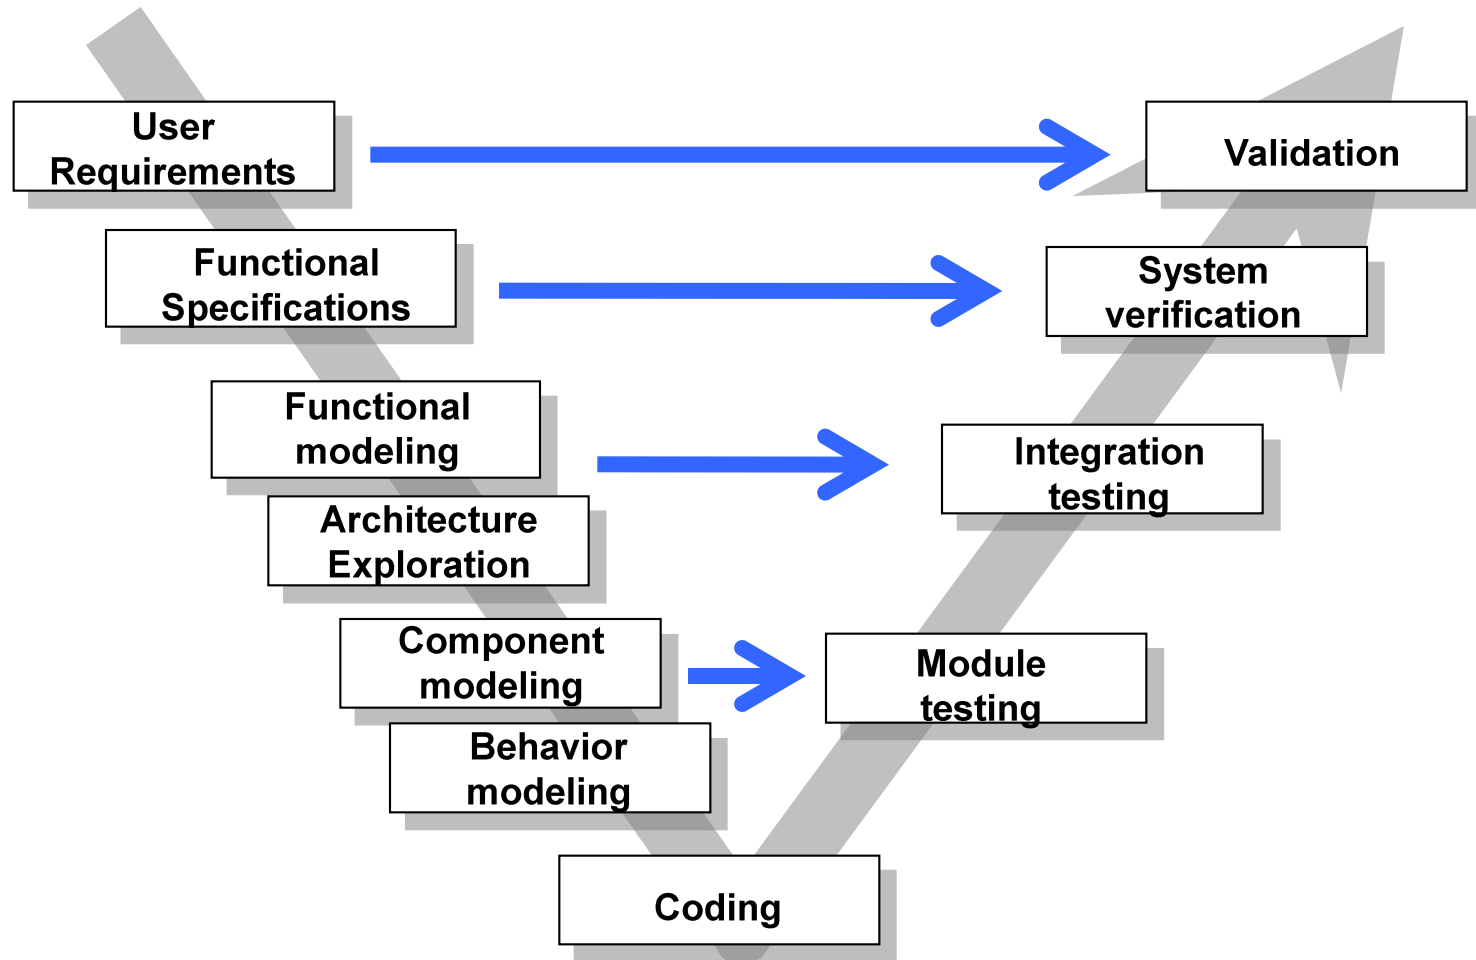 User
Requirements
Validation
Functional
Specifications
System
verification
Functional
modeling
Integration
testing
Architecture
Exploration
Component
modeling
Module
testing
Behavior
modeling
Coding